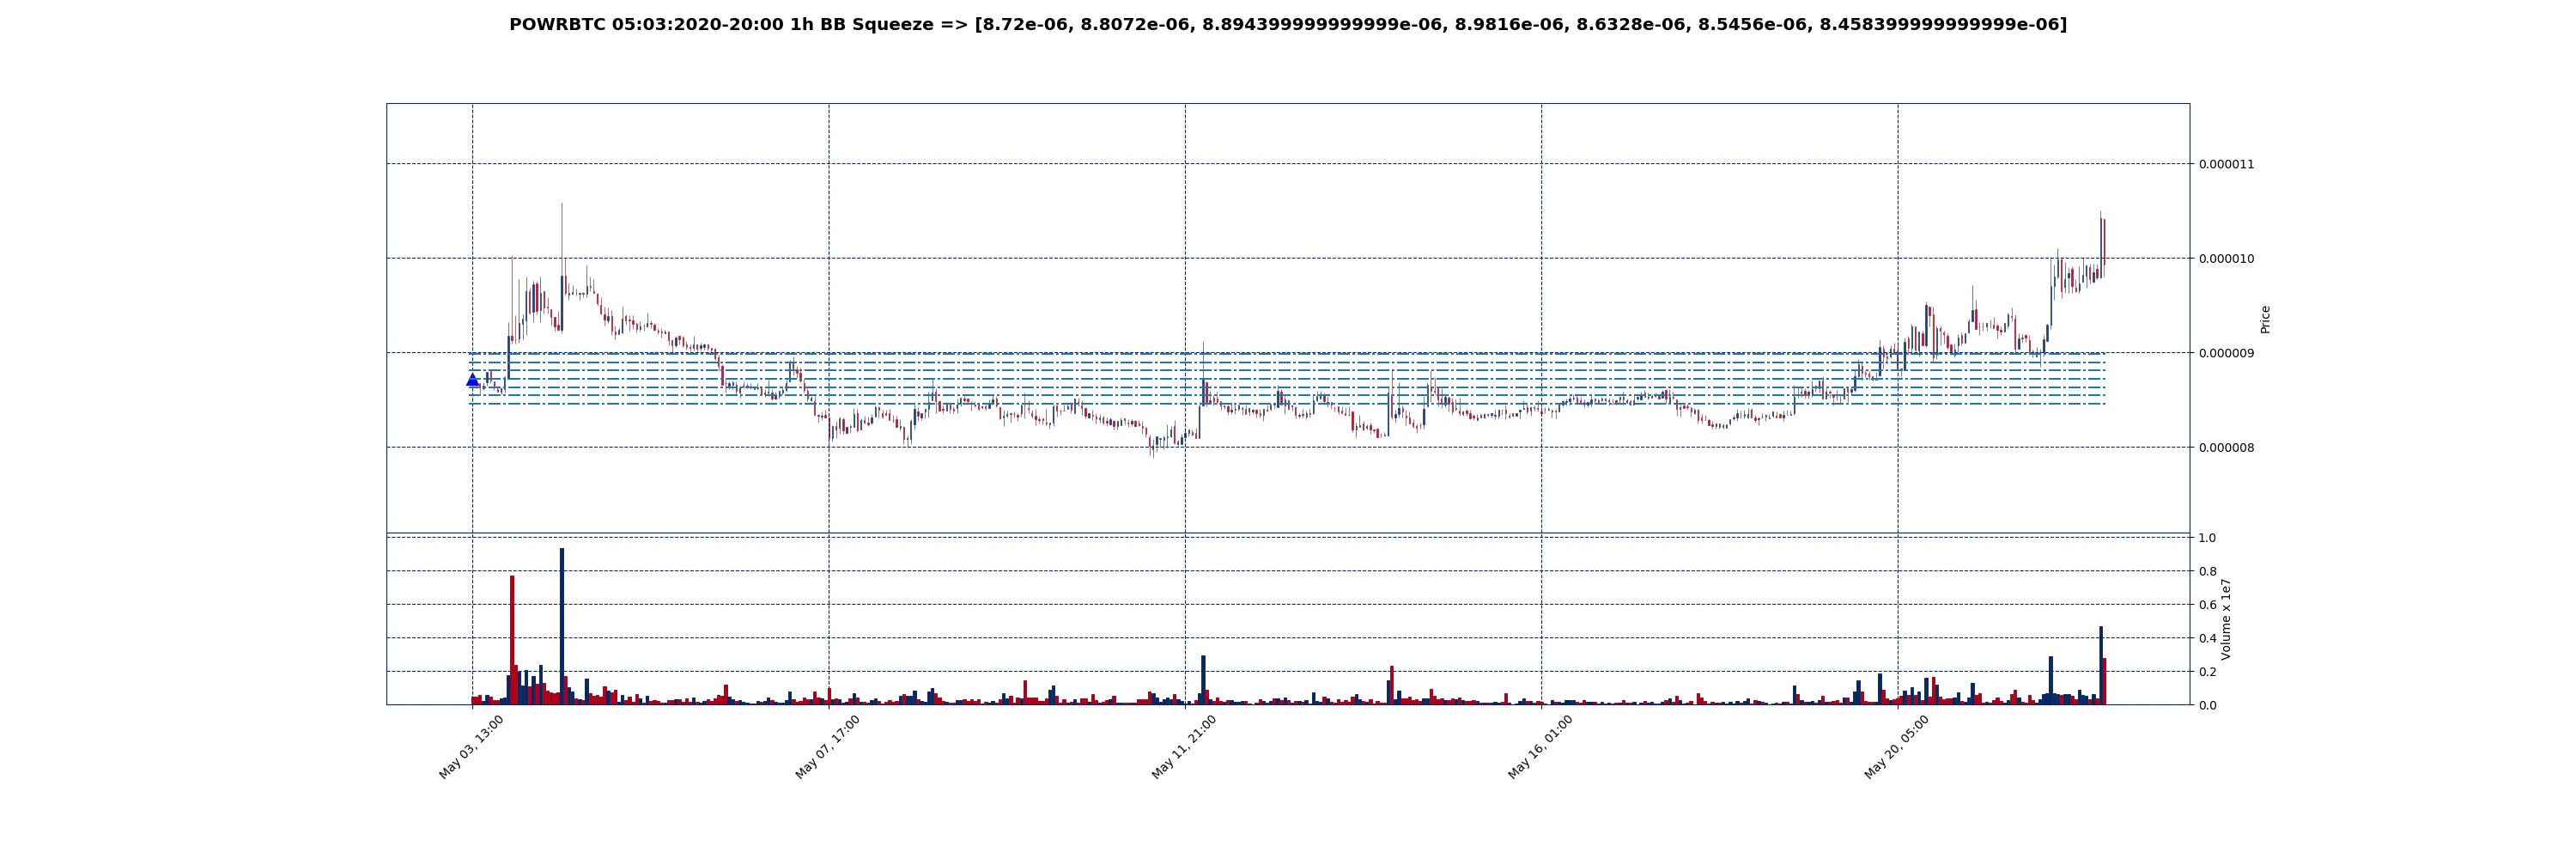 POWRBTC 05:03:2020-20:00 1h BB Squeeze => [8.72e-06, 8.8072e-06, 8.894399999999999e-06, 8.9816e-06, 8.6328e-06, 8.5456e-06, 8.458399999999999e-06]
0.000011
0.000010
0.000009
0.000008
Price
1.0
0.8
0.6
0.4
0.2
0.0
Volume x 1e7
May 03, 13:00
May 07, 17:00
May 11, 21:00
May 16, 01:00
May 20, 05:00